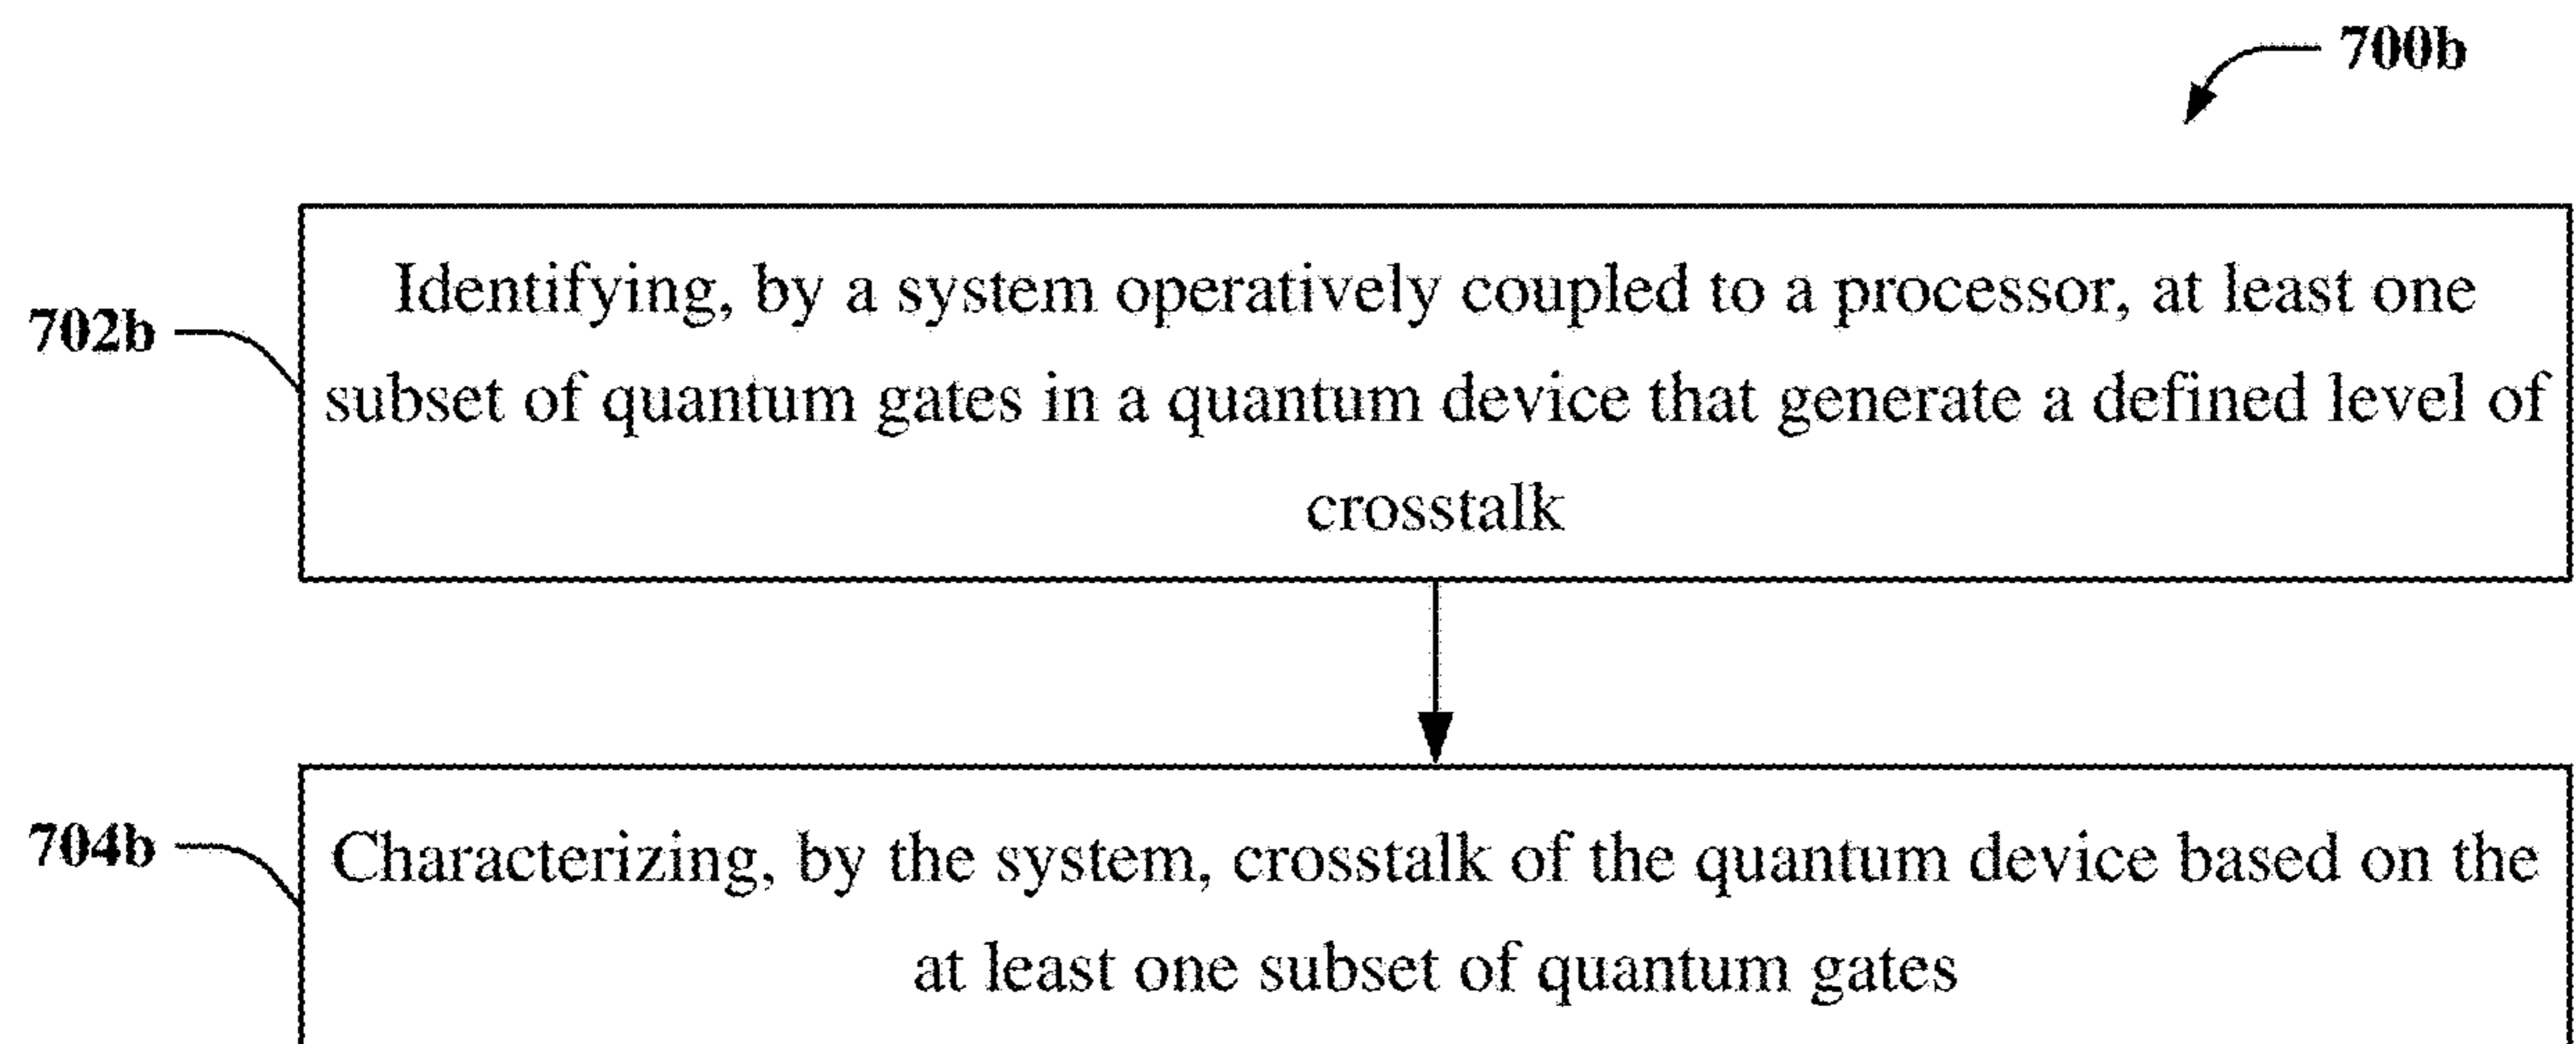 700b
702b
Identifying, by a system operatively coupled to a processor, at least one
subset of quantum gates in a quantum device that generate a defined level of
crosstalk
704b
Characterizing, by the system, crosstalk of the quantum device based on the
at least one subset of quantum gates